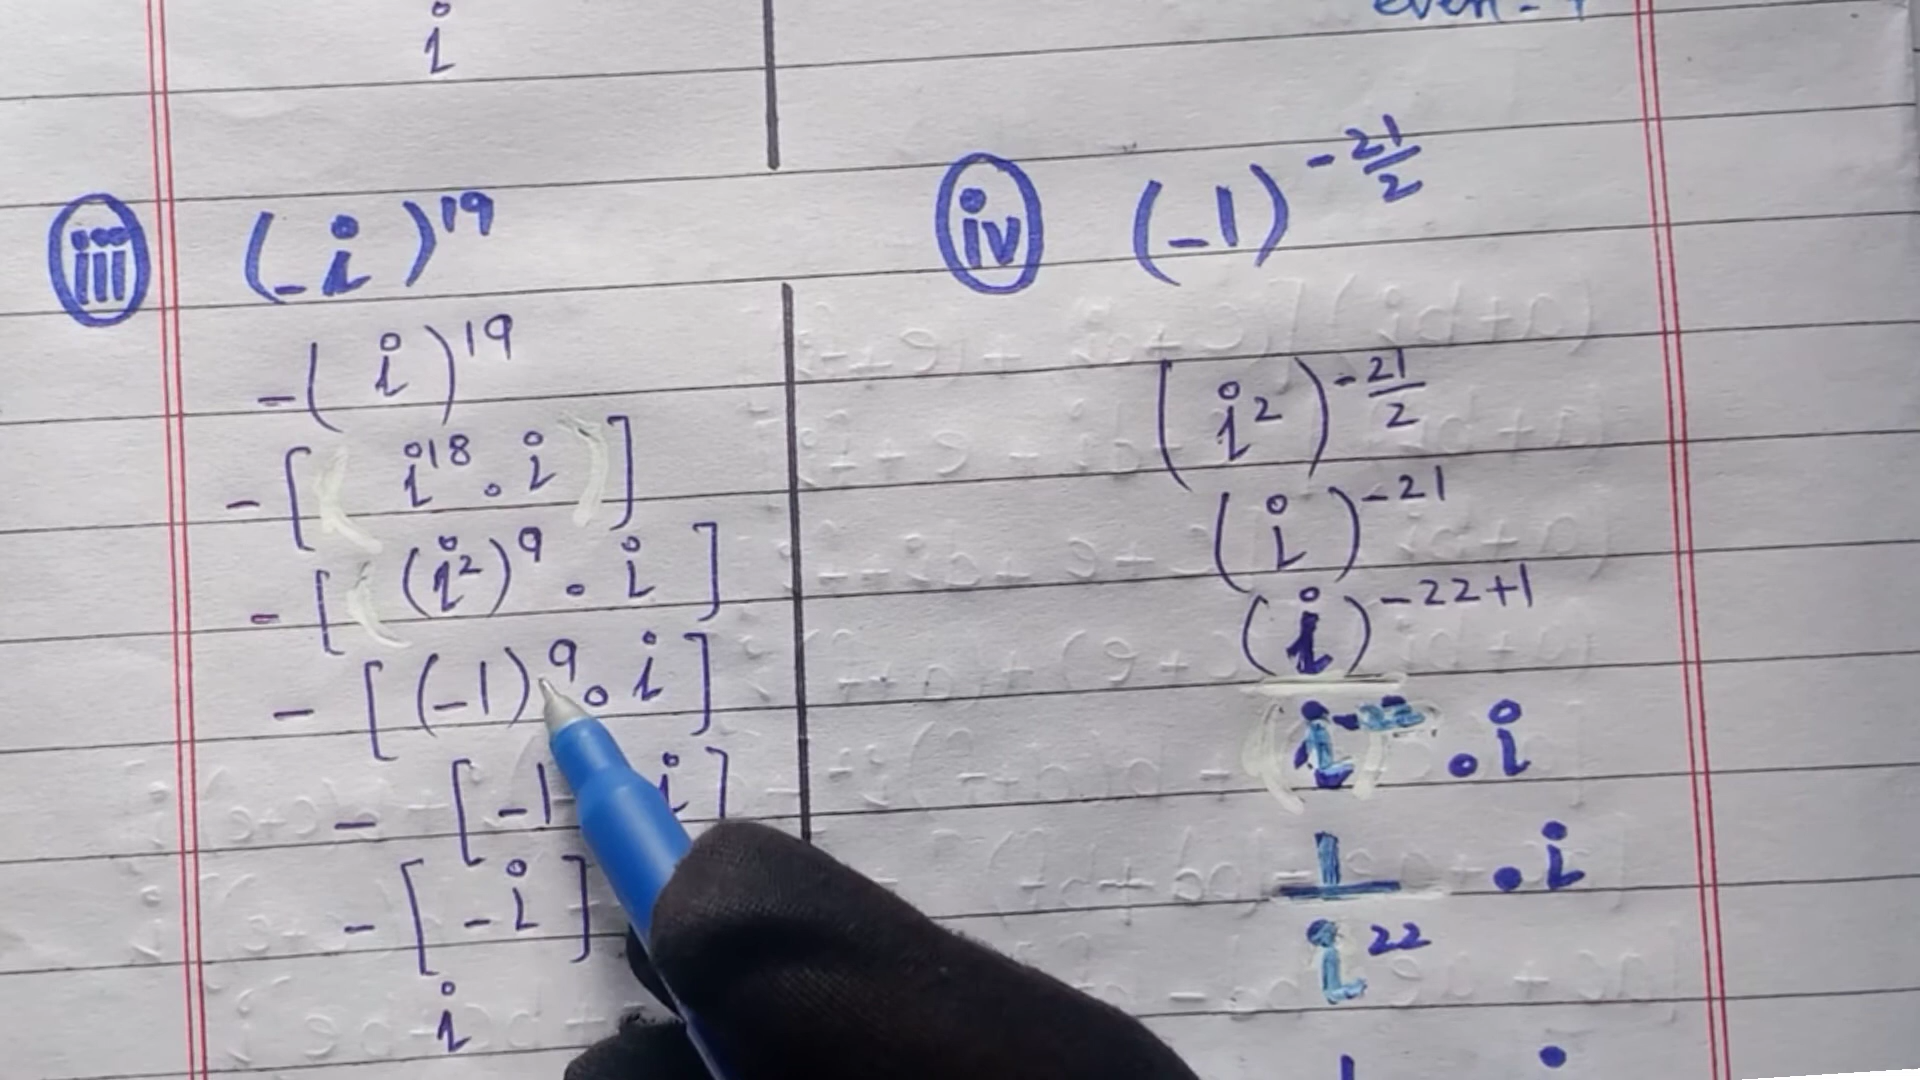 i
even - 1
(iii) (-i)^19
-(i)^19
-[ i^18 . i ]
-[ (i^2)^9 . i ]
-[ (-1)^9 . i ]
-[ -1 i ]
-[ -i ]
i
(iv) (-1)^-21/2
(i^2)^-21/2
(i)^-21
(i)^-22+1
i^-22 . i
1/i^22 . i